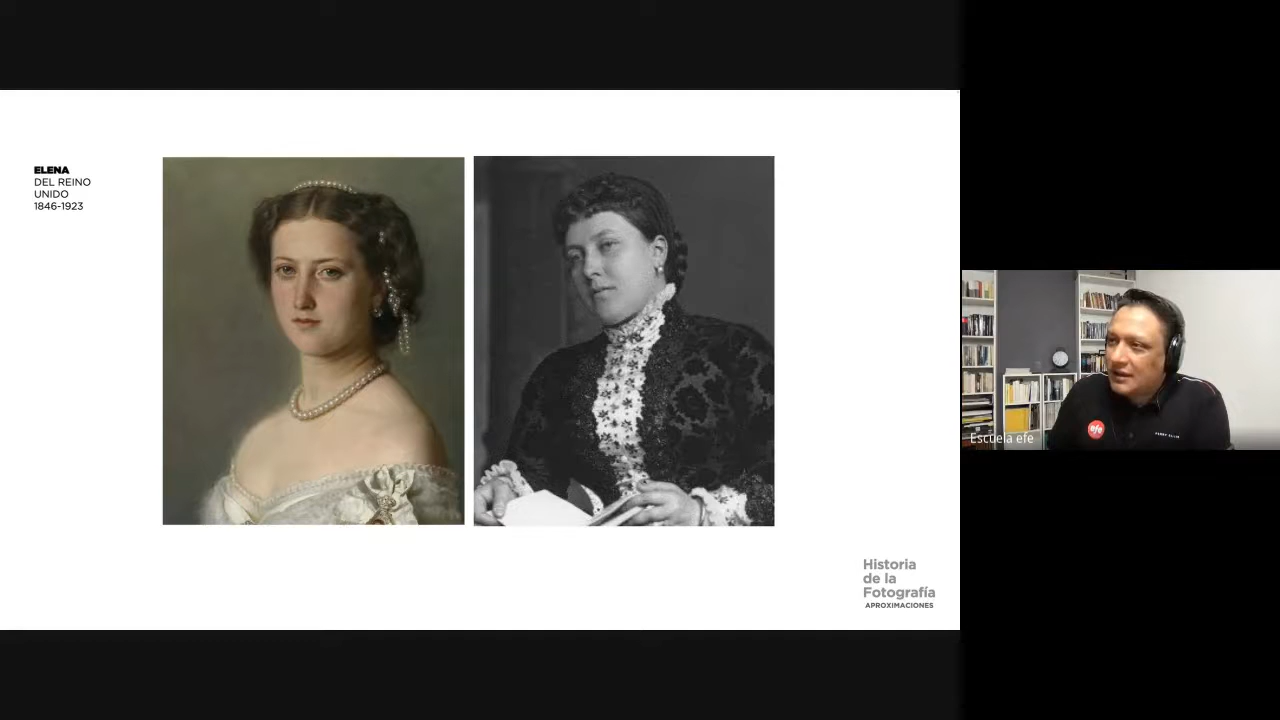 ELENA
DEL REINO
UNIDO
1846-1923
Historia
de la
Fotografía
APROXIMACIONES
efe
Escuela efe